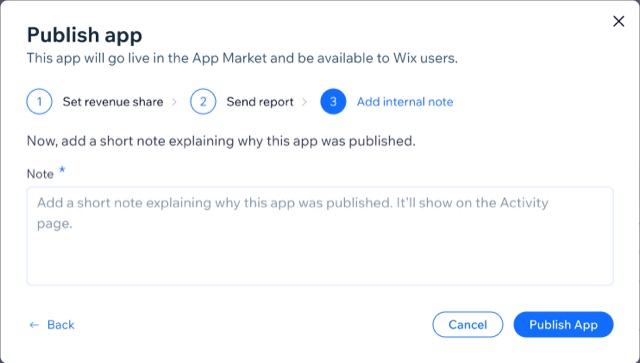 Publish app
This app will go live in the App Market and be available to Wix users.
1 Set revenue share > 2 Send report > 3 Add internal note
Now, add a short note explaining why this app was published.
Note *
Add a short note explaining why this app was published. It'll show on the Activity
page.
← Back Cancel Publish App